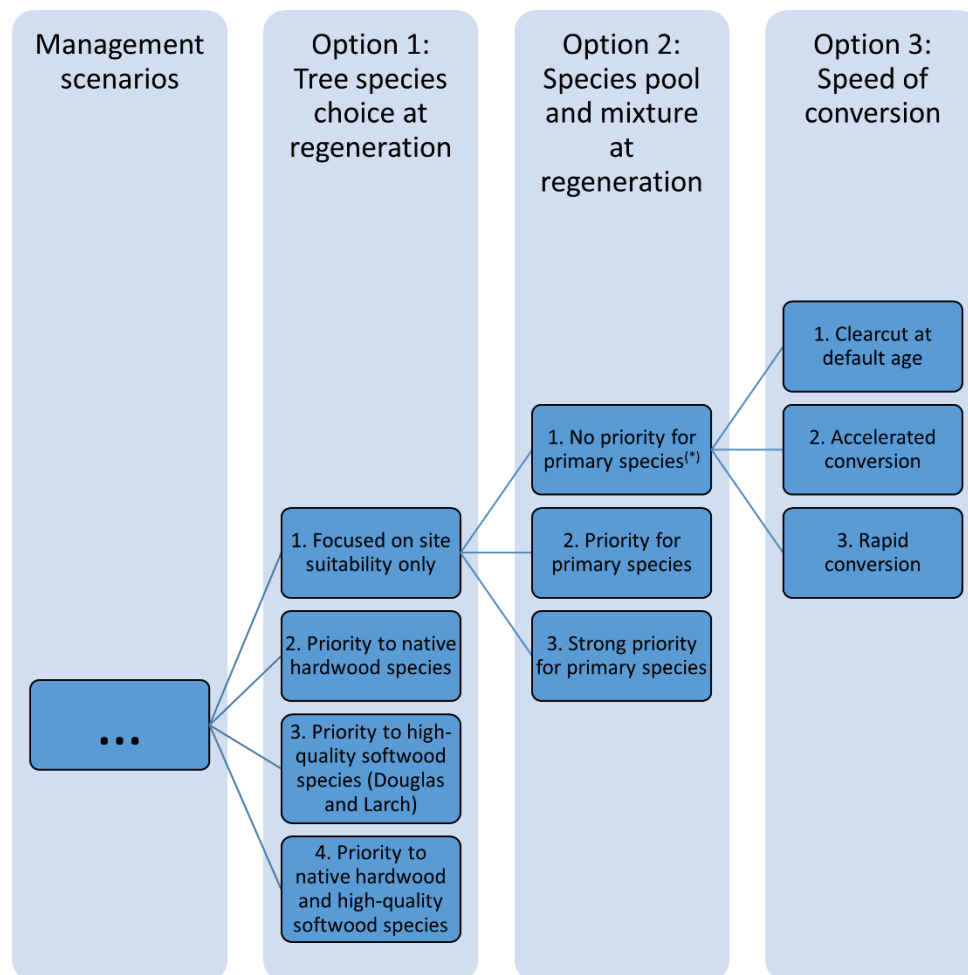 Management
scenarios
Option 1:
Tree species
choice at
regeneration
Option 2:
Species pool
and mixture
at
regeneration
Option 3:
Speed of
conversion
...
1. Focused on site
suitability only
2. Priority to native
hardwood species
3. Priority to high-
quality softwood
species (Douglas
and Larch)
4. Priority to
native hardwood
and high-quality
softwood species
1. No priority for
primary species(*)
2. Priority for
primary species
3. Strong priority
for primary species
1. Clearcut at
default age
2. Accelerated
conversion
3. Rapid
conversion